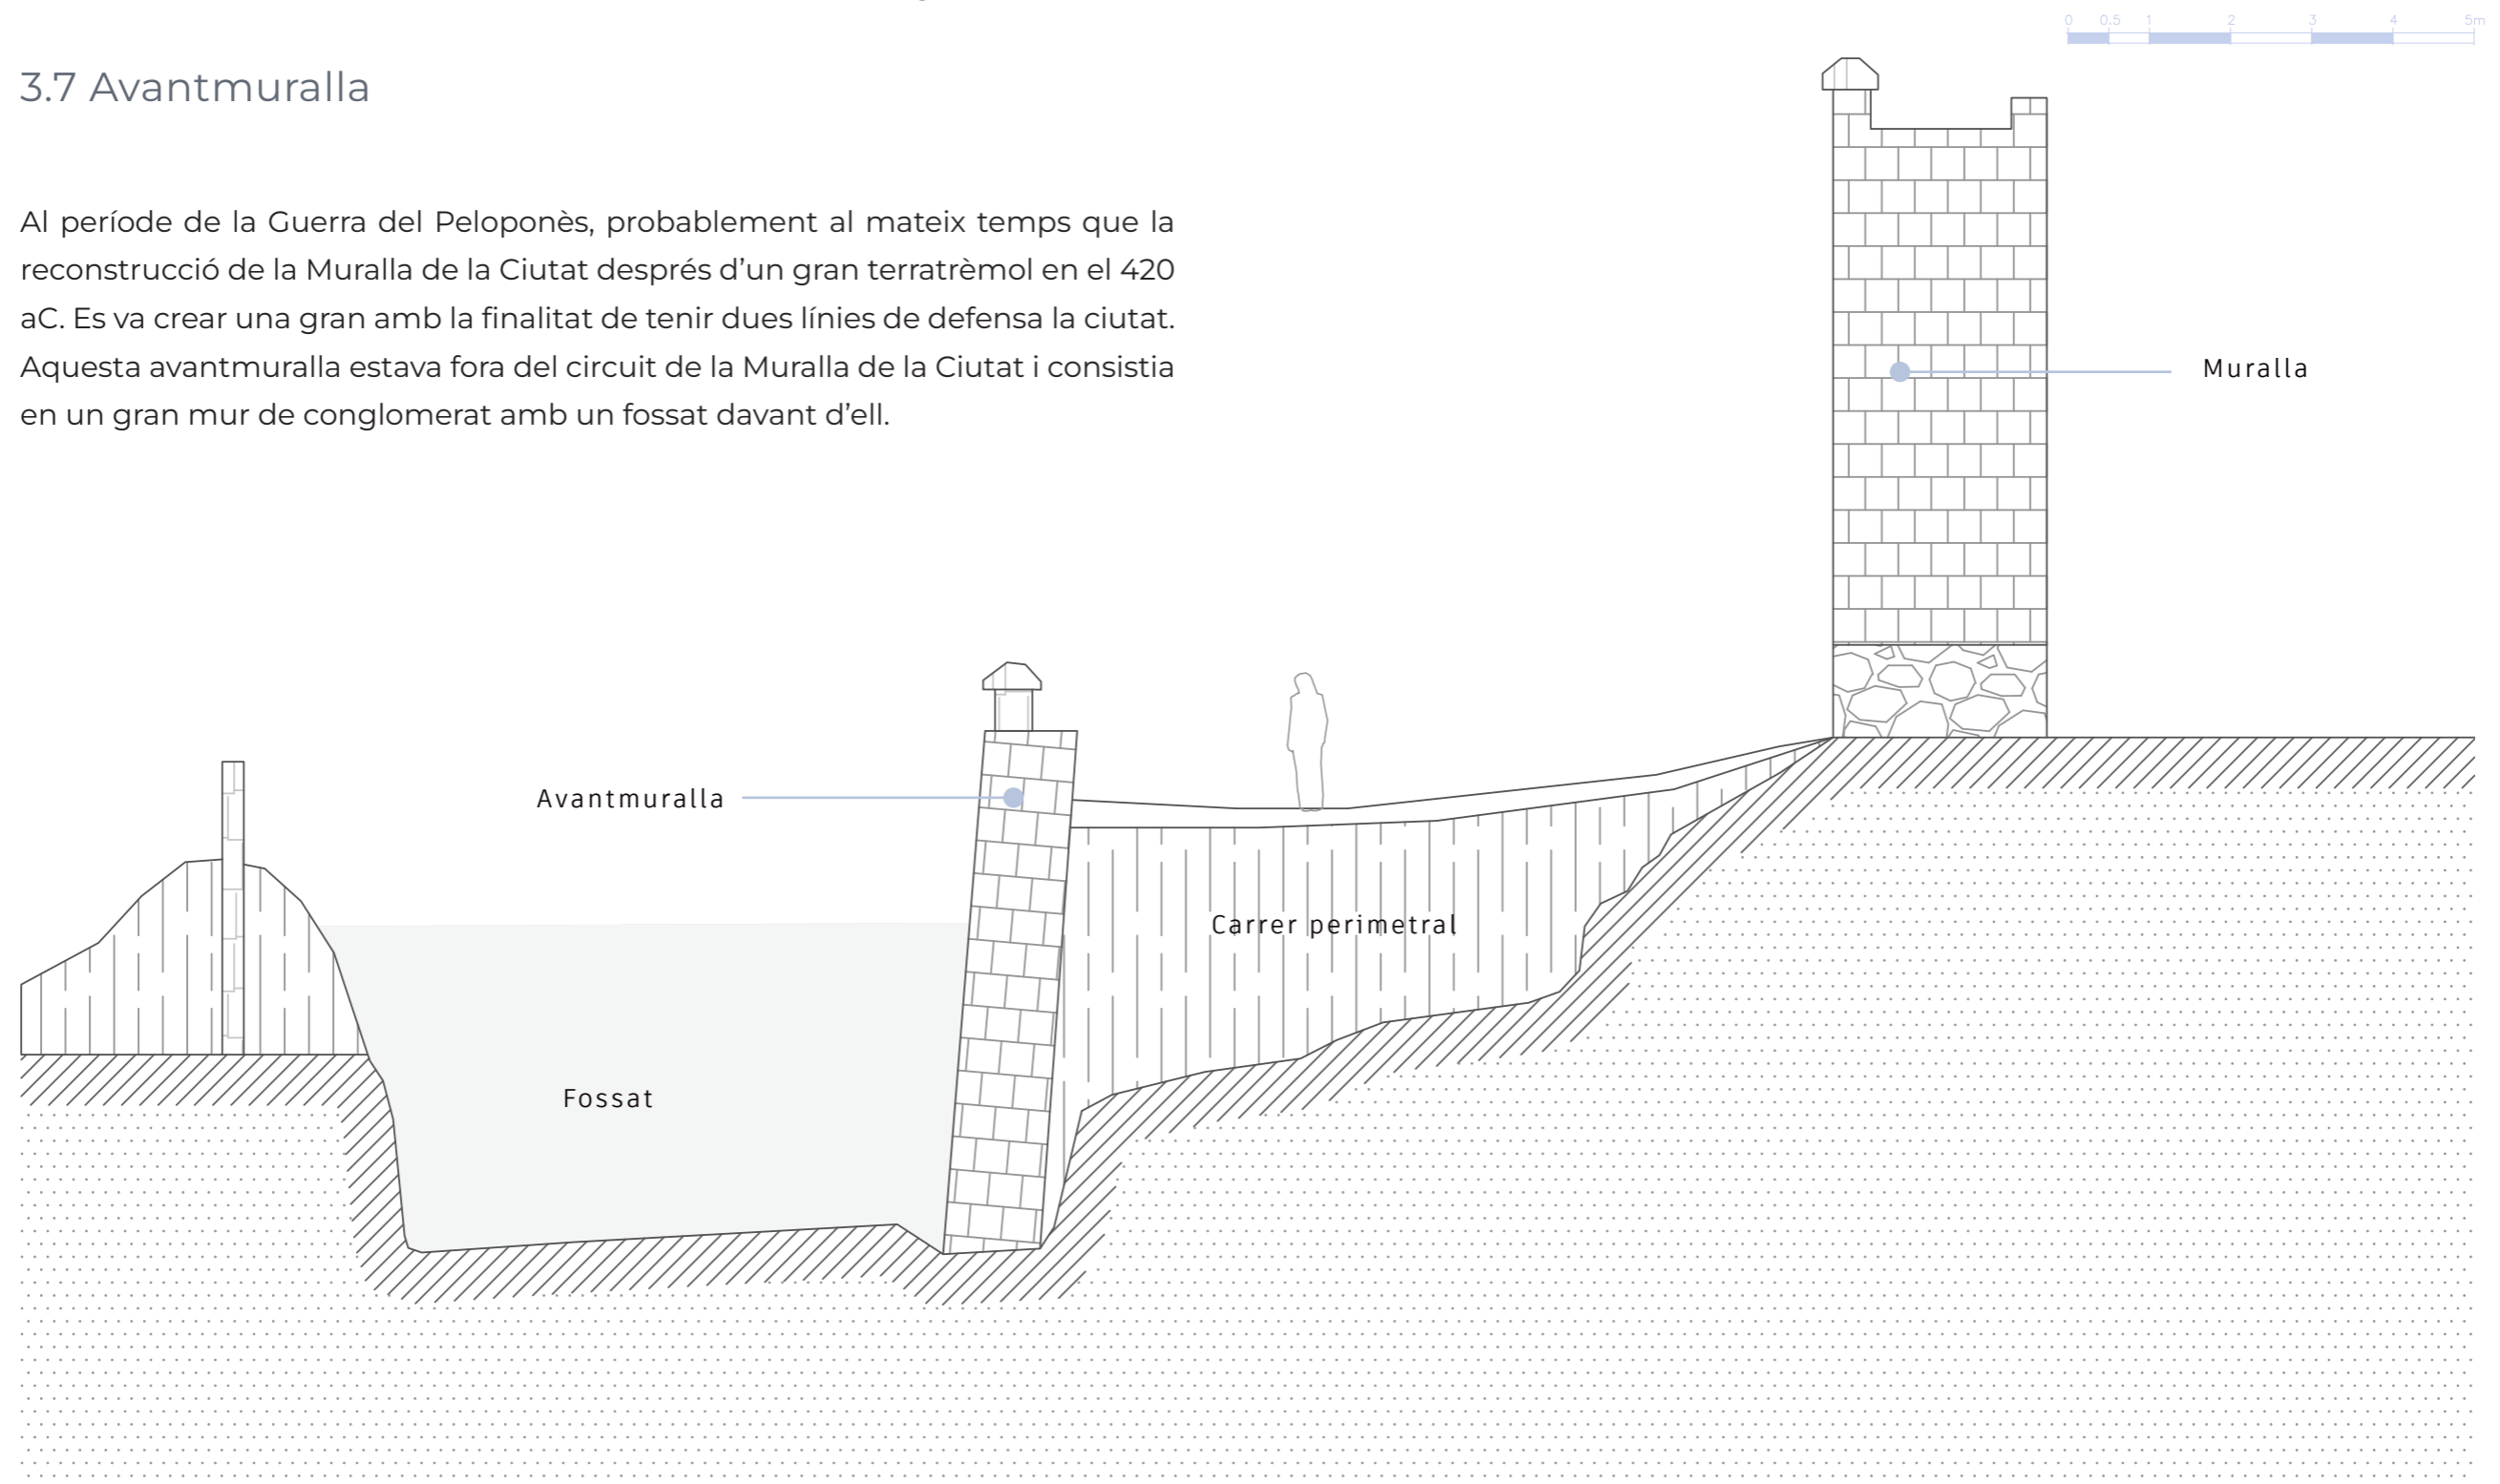 0 0.5 1 2 3 4 5m
3.7 Avantmuralla
Al període de la Guerra del Peloponès, probablement al mateix temps que la
reconstrucció de la Muralla de la Ciutat després d’un gran terratrèmol en el 420
aC. Es va crear una gran amb la finalitat de tenir dues línies de defensa la ciutat.
Aquesta avantmuralla estava fora del circuit de la Muralla de la Ciutat i consistia
en un gran mur de conglomerat amb un fossat davant d’ell.
Muralla
Avantmuralla
Carrer perimetral
Fossat